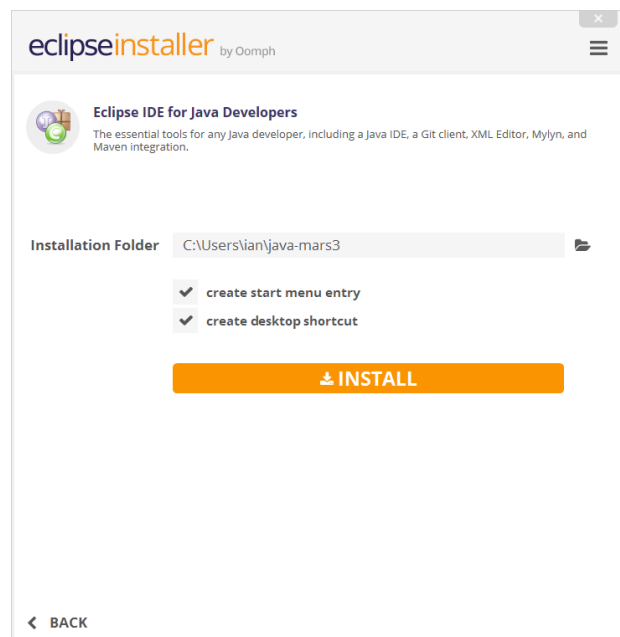 eclipseinstaller by Oomph
Eclipse IDE for Java Developers
The essential tools for any Java developer, including a Java IDE, a Git client, XML Editor, Mylyn, and
Maven integration.
Installation Folder C:\Users\ian\java-mars3
create start menu entry
create desktop shortcut
INSTALL
BACK